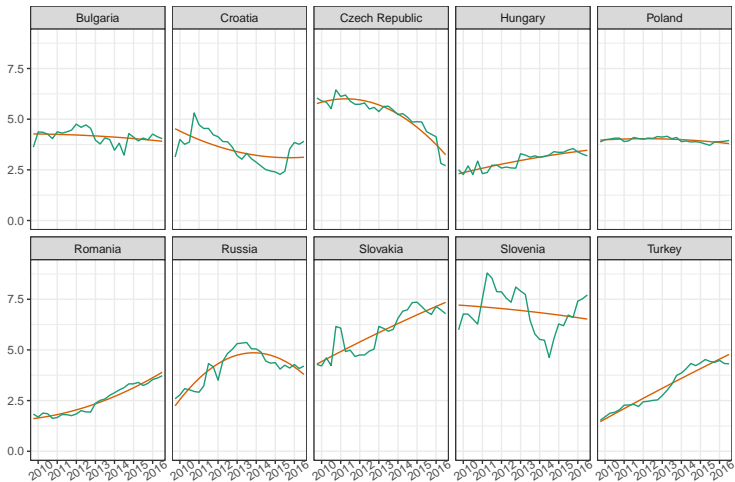 Bulgaria Croatia Czech Republic Hungary Poland
7.5
5.0
2.5
0.0
Romania Russia Slovakia Slovenia Turkey
7.5
5.0
2.5
0.0
2010 2011 2012 2013 2014 2015 2016 2010 2011 2012 2013 2014 2015 2016 2010 2011 2012 2013 2014 2015 2016 2010 2011 2012 2013 2014 2015 2016 2010 2011 2012 2013 2014 2015 2016